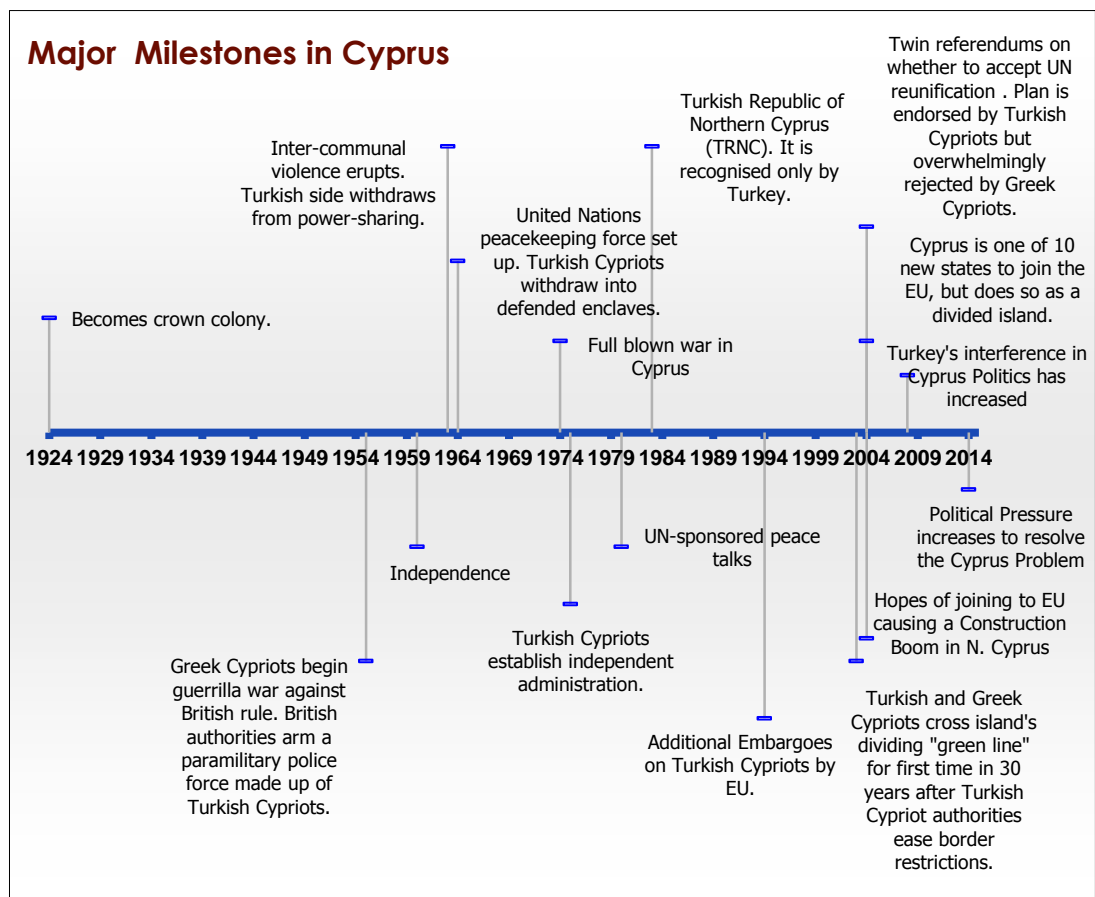 Major  Milestones in Cyprus
Twin referendums on
whether to accept UN
reunification . Plan is
endorsed by Turkish
Cypriots but
overwhelmingly
rejected by Greek
Cypriots.
Turkish Republic of
Northern Cyprus
(TRNC). It is
recognised only by
Turkey.
Inter-communal
violence erupts.
Turkish side withdraws
from power-sharing.
United Nations
peacekeeping force set
up. Turkish Cypriots
withdraw into
defended enclaves.
Cyprus is one of 10
new states to join the
EU, but does so as a
divided island.
Becomes crown colony.
Full blown war in
Cyprus
Turkey's interference in
Cyprus Politics has
increased
1924 1929 1934 1939 1944 1949 1954 1959 1964 1969 1974 1979 1984 1989 1994 1999 2004 2009 2014
Political Pressure
increases to resolve
the Cyprus Problem
UN-sponsored peace
talks
Independence
Hopes of joining to EU
causing a Construction
Boom in N. Cyprus
Turkish Cypriots
establish independent
administration.
Greek Cypriots begin
guerrilla war against
British rule. British
authorities arm a
paramilitary police
force made up of
Turkish Cypriots.
Additional Embargoes
on Turkish Cypriots by
EU.
Turkish and Greek
Cypriots cross island's
dividing "green line"
for first time in 30
years after Turkish
Cypriot authorities
ease border
restrictions.